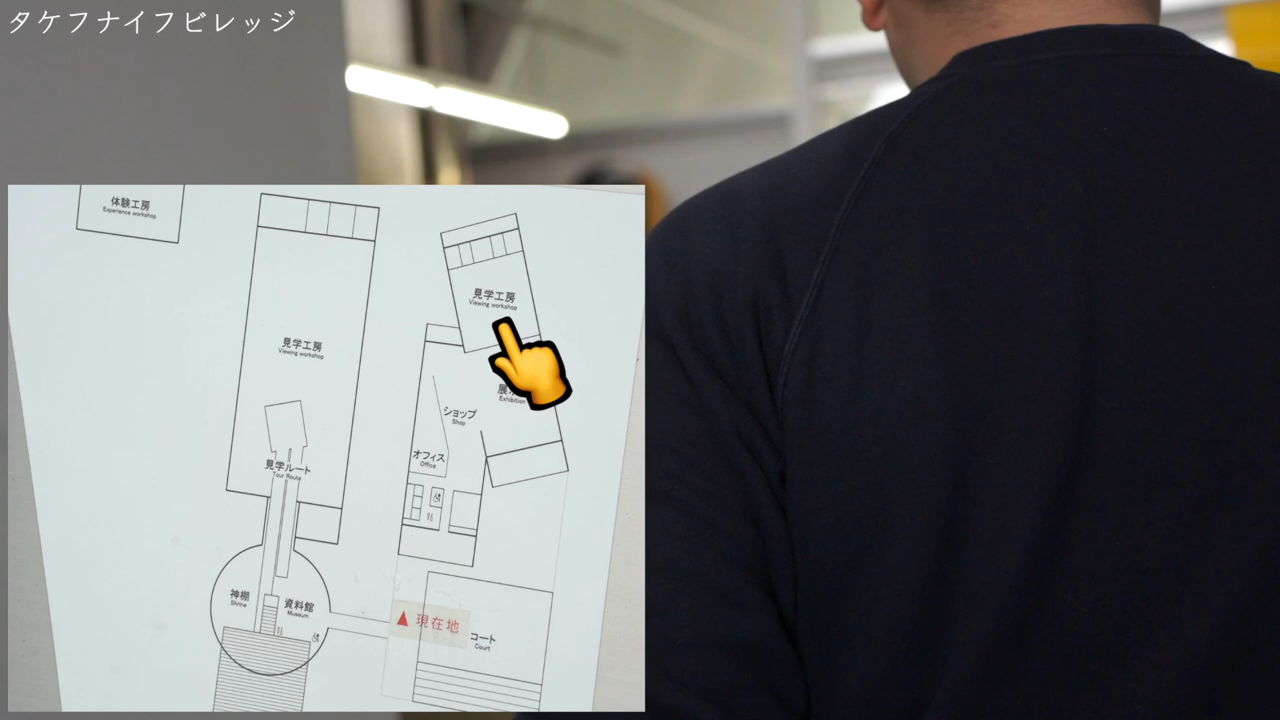 タケフナイフビレッジ
体験工房
Experience workshop
見学工房
Viewing workshop
見学工房
Viewing workshop
展
Exhibition
ショップ
Shop
オフィス
Office
見学ルート
Tour Route
神棚
Shrine
資料館
Museum
▲ 現在地
コート
Court